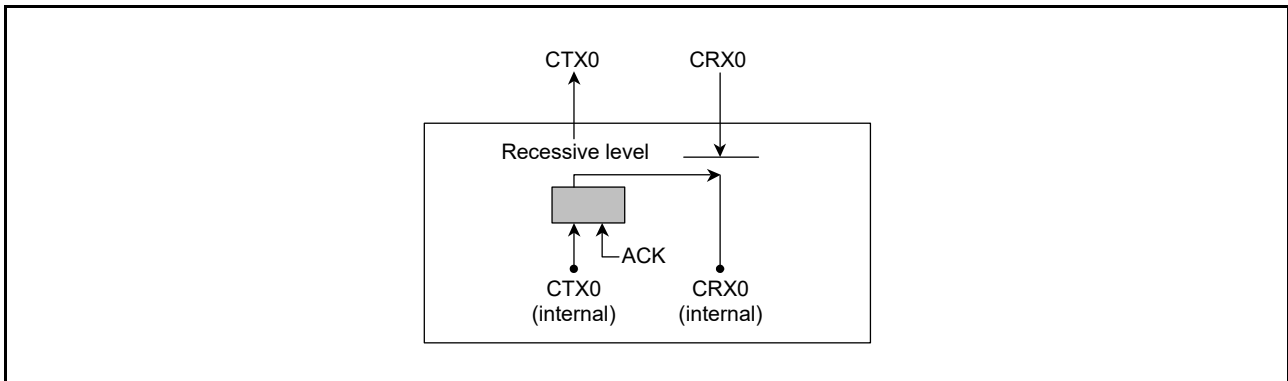 CTX0
CRX0
Recessive level
ACK
CTX0
(internal)
CRX0
(internal)